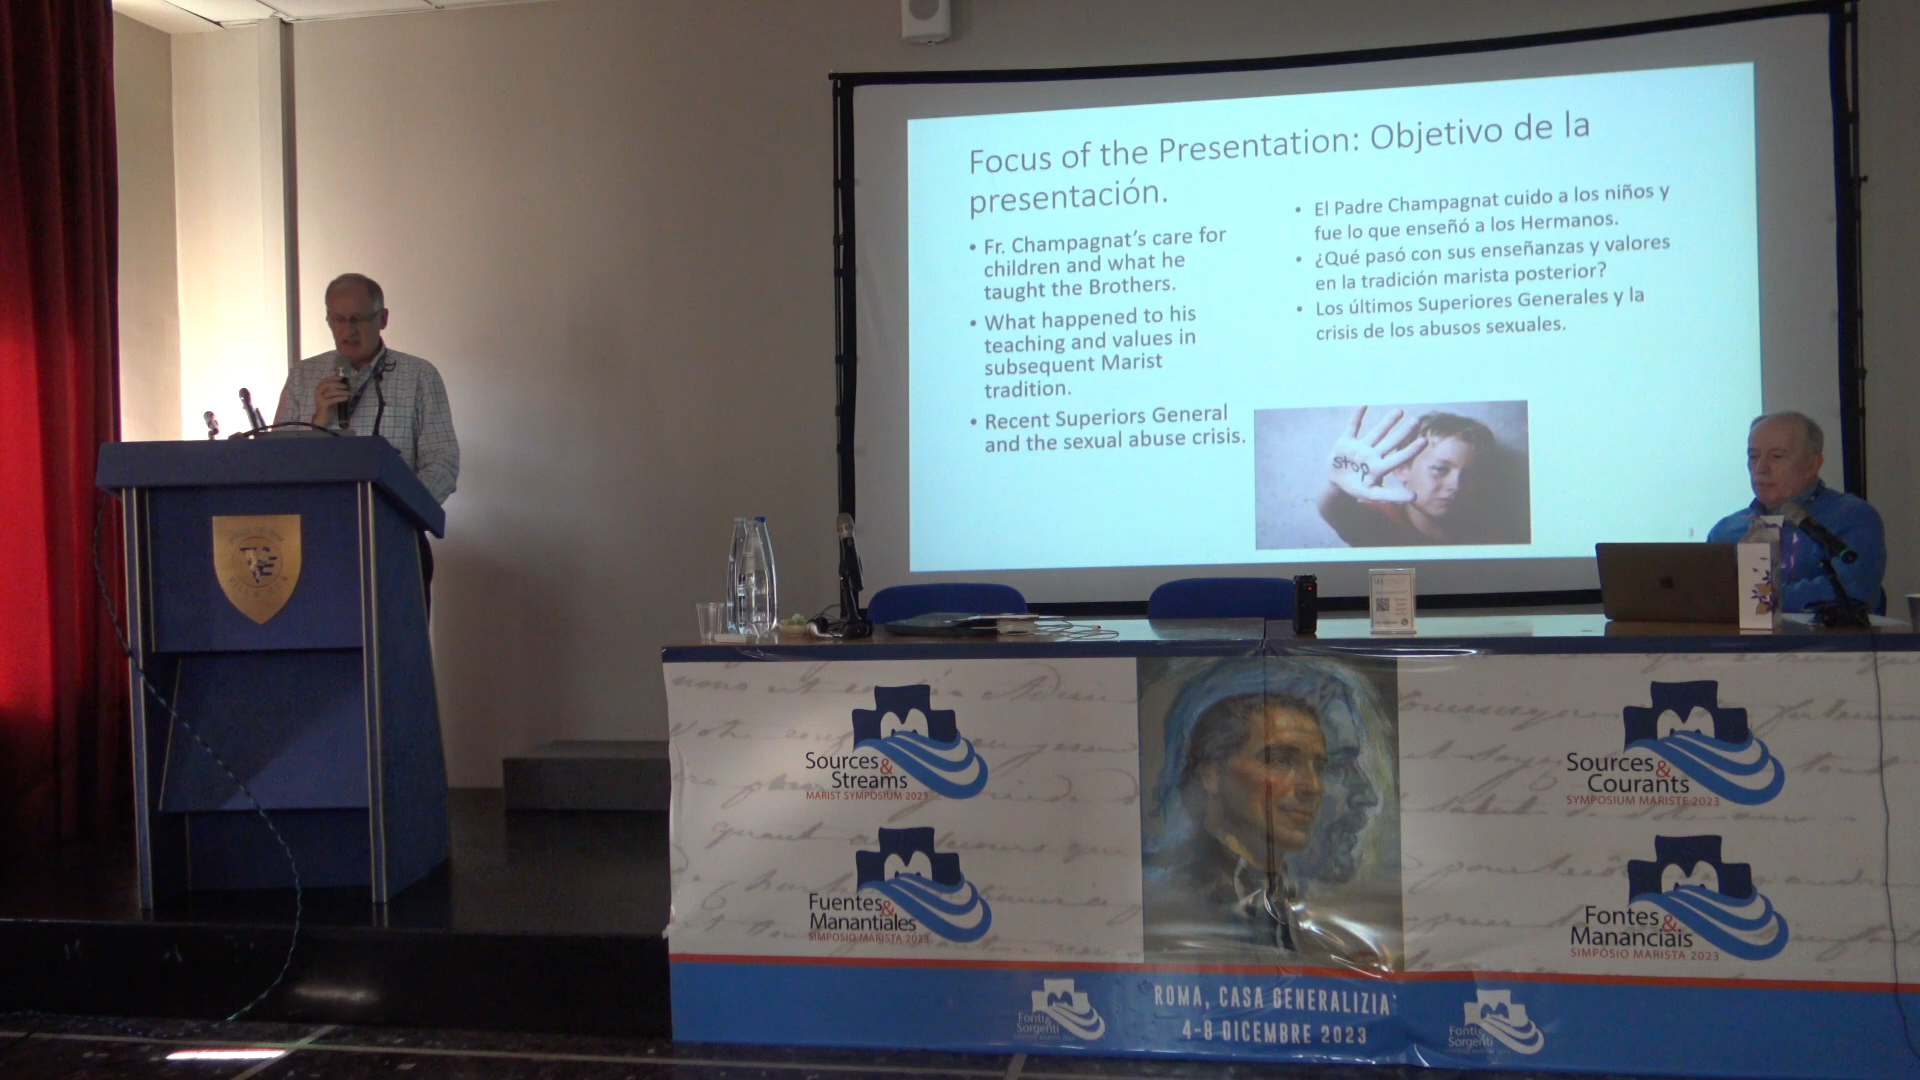 Focus of the Presentation: Objetivo de la
presentación.
• Fr. Champagnat's care for
children and what he
taught the Brothers.
• What happened to his
teaching and values in
subsequent Marist
tradition.
• Recent Superiors General
and the sexual abuse crisis.
• El Padre Champagnat cuido a los niños y
fue lo que enseñó a los Hermanos.
• ¿Qué pasó con sus enseñanzas y valores
en la tradición marista posterior?
• Los últimos Superiores Generales y la
crisis de los abusos sexuales.
stop
Sources &
Streams
MARIST SYMPOSIUM 2023
Fuentes &
Manantiales
SIMPOSIO MARISTA 2023
Sources &
Courants
SYMPOSIUM MARISTE 2023
Fontes &
Mananciais
SIMPÓSIO MARISTA 2023
ROMA, CASA GENERALIZIA
4-8 DICEMBRE 2023
Fonti &
Sorgenti
Fonti &
Sorgenti